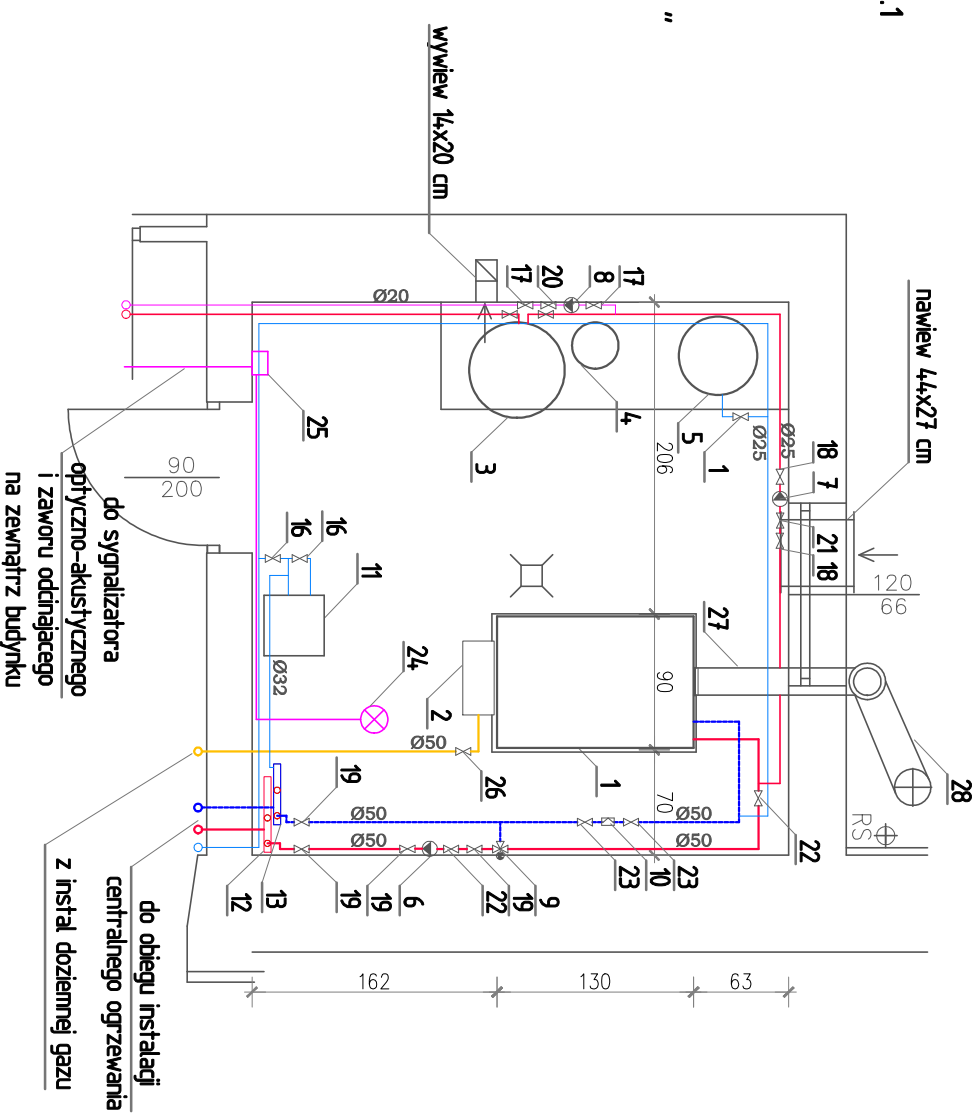 .1
"
wywiew 14x20 cm
nawiew 44x27 cm
Ø20
17
20
8
17
25
3
4
5
1
Ø25
Ø25
18
7
21
18
206
120
66
90
200
do sygnalizatora
optyczno-akustycznego
i zaworu odcinającego
na zewnątrz budynku
16
16
11
Ø32
24
2
Ø50
26
27
90
1
28
RS
70
19
Ø50
Ø50
Ø50
Ø50
22
23
10
23
9
19
22
6
19
19
13
12
162
130
63
do obiegu instalacji
centralnego ogrzewania
z instal. doziemnej gazu